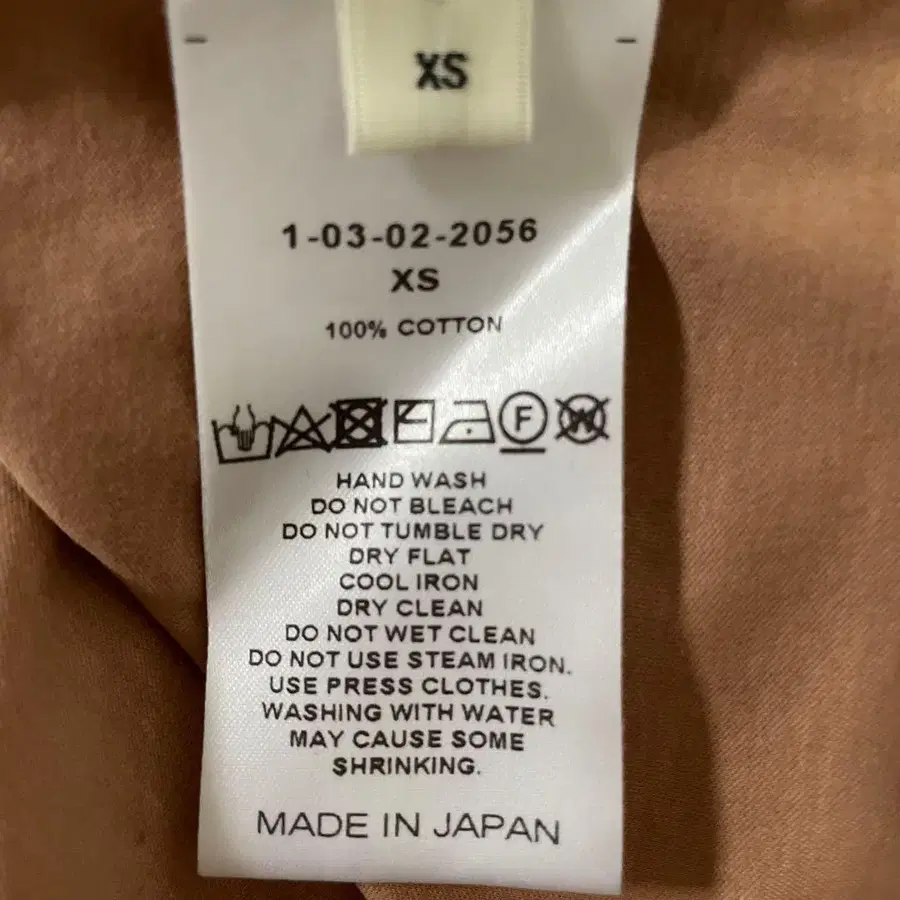 XS
1-03-02-2056
XS
100% COTTON
F W
HAND WASH
DO NOT BLEACH
DO NOT TUMBLE DRY
DRY FLAT
COOL IRON
DRY CLEAN
DO NOT WET CLEAN
DO NOT USE STEAM IRON.
USE PRESS CLOTHES.
WASHING WITH WATER
MAY CAUSE SOME
SHRINKING.
MADE IN JAPAN